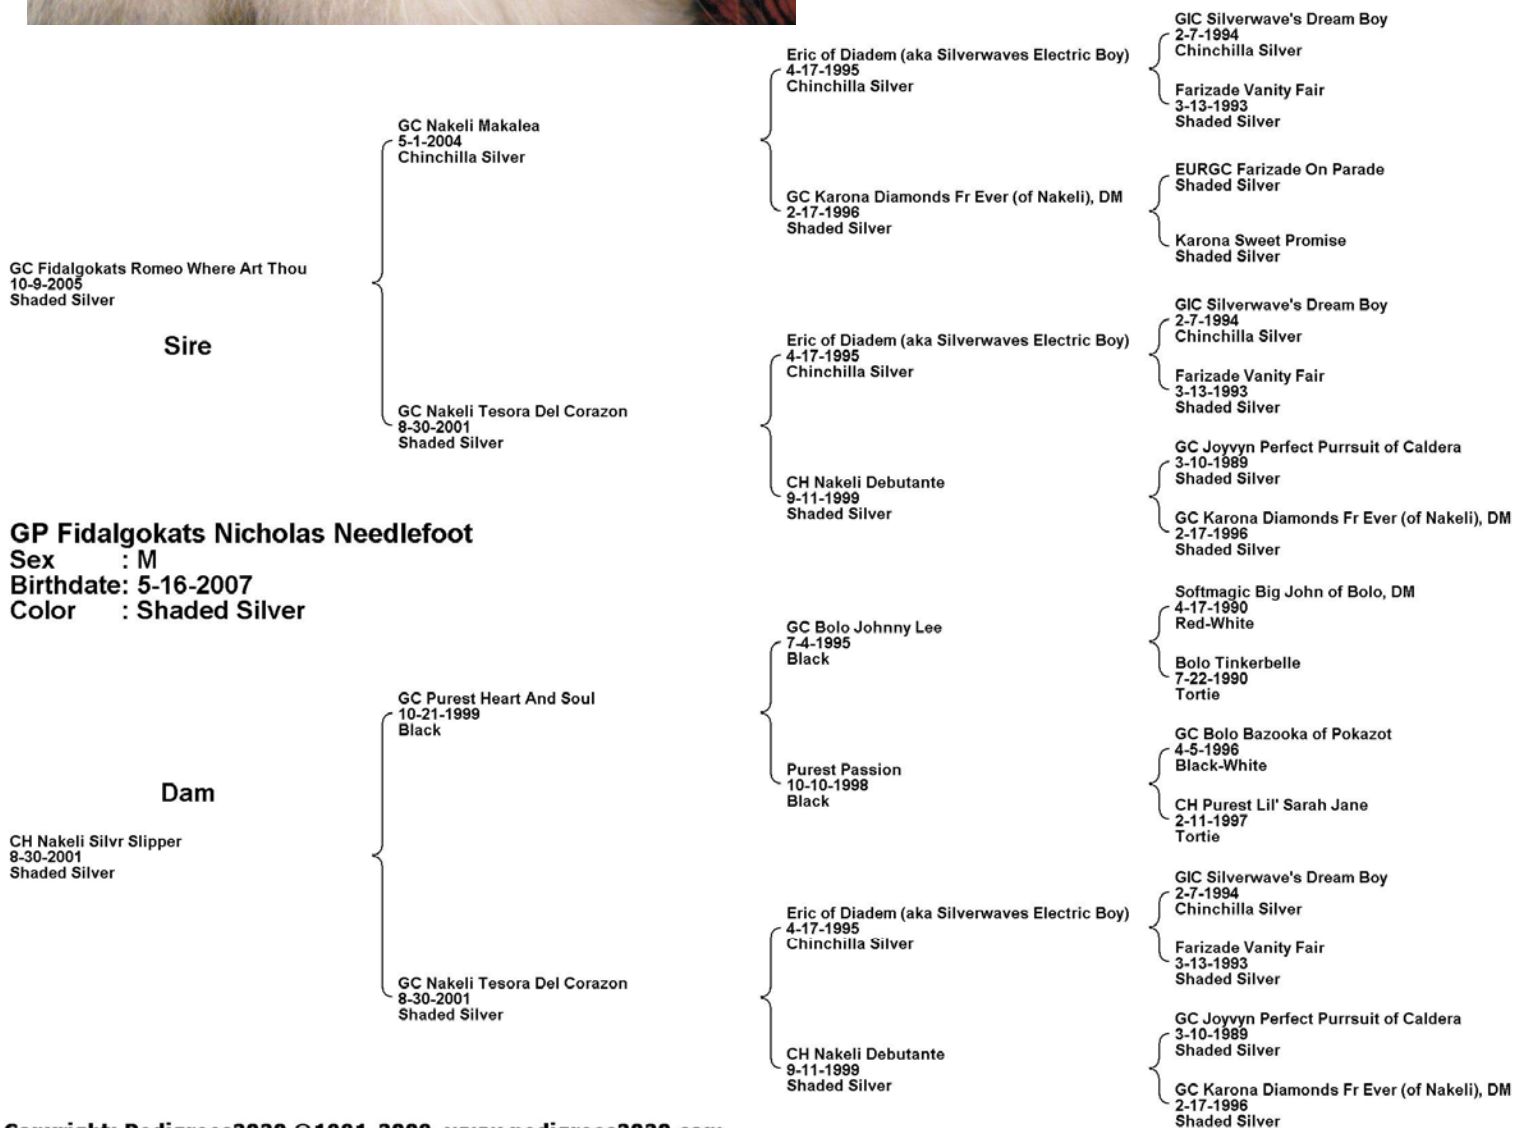 GC Fidalgokats Romeo Where Art Thou
10-9-2005
Shaded Silver
Sire
GP Fidalgokats Nicholas Needlefoot
Sex : M
Birthdate: 5-16-2007
Color : Shaded Silver
Dam
CH Nakeli Silvr Slipper
8-30-2001
Shaded Silver
GC Nakeli Makalea
5-1-2004
Chinchilla Silver
GC Nakeli Tesora Del Corazon
8-30-2001
Shaded Silver
GC Purest Heart And Soul
10-21-1999
Black
GC Nakeli Tesora Del Corazon
8-30-2001
Shaded Silver
Eric of Diadem (aka Silverwaves Electric Boy)
4-17-1995
Chinchilla Silver
GC Karona Diamonds Fr Ever (of Nakeli), DM
2-17-1996
Shaded Silver
Eric of Diadem (aka Silverwaves Electric Boy)
4-17-1995
Chinchilla Silver
CH Nakeli Debutante
9-11-1999
Shaded Silver
GC Bolo Johnny Lee
7-4-1995
Black
Purest Passion
10-10-1998
Black
Eric of Diadem (aka Silverwaves Electric Boy)
4-17-1995
Chinchilla Silver
CH Nakeli Debutante
9-11-1999
Shaded Silver
GIC Silverwave's Dream Boy
2-7-1994
Chinchilla Silver
Farizade Vanity Fair
3-13-1993
Shaded Silver
EURGC Farizade On Parade
Shaded Silver
Karona Sweet Promise
Shaded Silver
GIC Silverwave's Dream Boy
2-7-1994
Chinchilla Silver
Farizade Vanity Fair
3-13-1993
Shaded Silver
GC Joyvyn Perfect Purrsuit of Caldera
3-10-1989
Shaded Silver
GC Karona Diamonds Fr Ever (of Nakeli), DM
2-17-1996
Shaded Silver
Softmagic Big John of Bolo, DM
4-17-1990
Red-White
Bolo Tinkerbelle
7-22-1990
Tortie
GC Bolo Bazooka of Pokazot
4-5-1996
Black-White
CH Purest Lil' Sarah Jane
2-11-1997
Tortie
GIC Silverwave's Dream Boy
2-7-1994
Chinchilla Silver
Farizade Vanity Fair
3-13-1993
Shaded Silver
GC Joyvyn Perfect Purrsuit of Caldera
3-10-1989
Shaded Silver
GC Karona Diamonds Fr Ever (of Nakeli), DM
2-17-1996
Shaded Silver